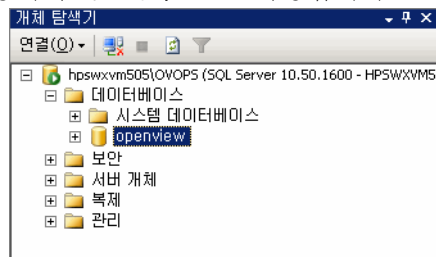 개체 탐색기
연결(O)
hpswxvm505\OVOPS (SQL Server 10.50.1600 - HPSWXVM5
데이터베이스
시스템 데이터베이스
openview
보안
서버 개체
복제
관리